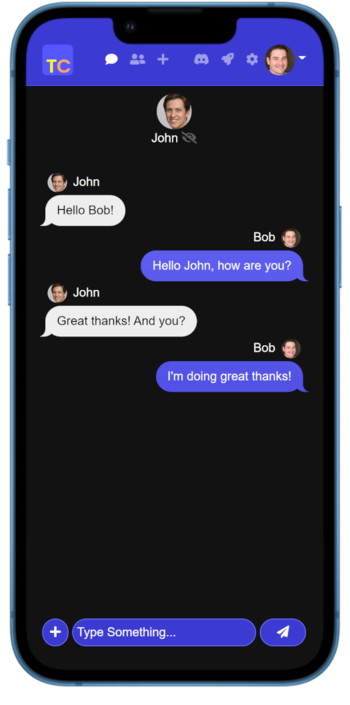 TC
John
John
Hello Bob!
Bob
Hello John, how are you?
John
Great thanks! And you?
Bob
I'm doing great thanks!
Type Something...